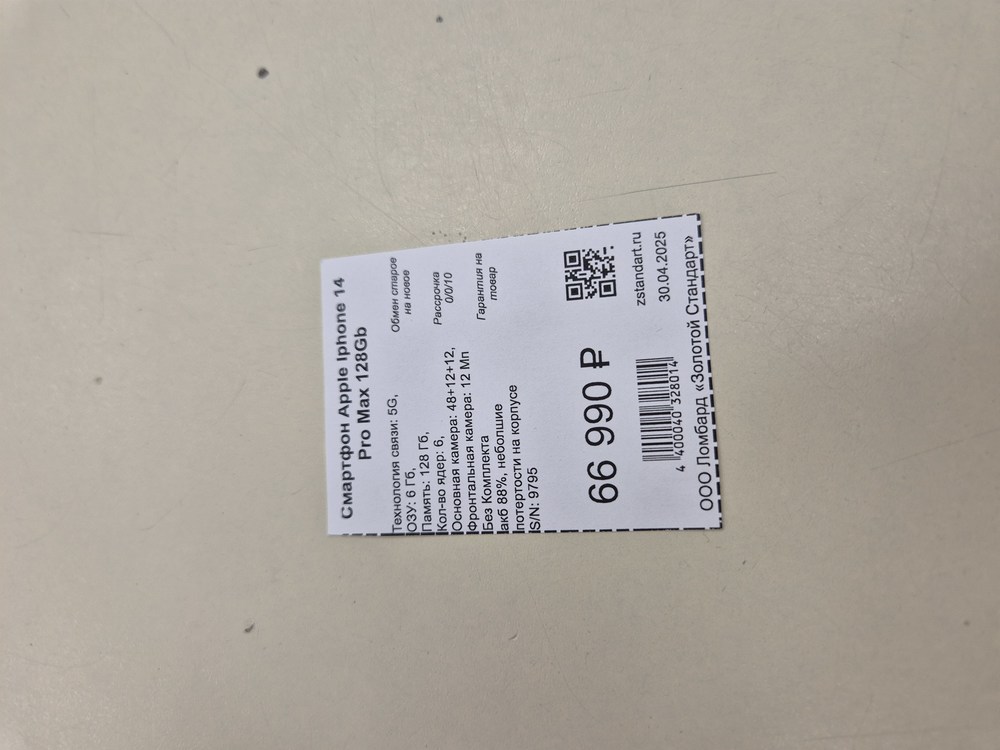 Смартфон Apple Iphone 14
Pro Max 128Gb
Технология связи: 5G,
ОЗУ: 6 Гб,
Память: 128 Гб,
Кол-во ядер: 6,
Основная камера: 48+12+12,
Фронтальная камера: 12 Мп
Без Комплекта
акб 88%, неболшие
потертости на корпусе
S/N: 9795
Обмен старое
на новое
Рассрочка
0/0/10
Гарантия на
товар
66 990 ₽
4 400040 328014
zstandart.ru
30.04.2025
ООО Ломбард «Золотой Стандарт»